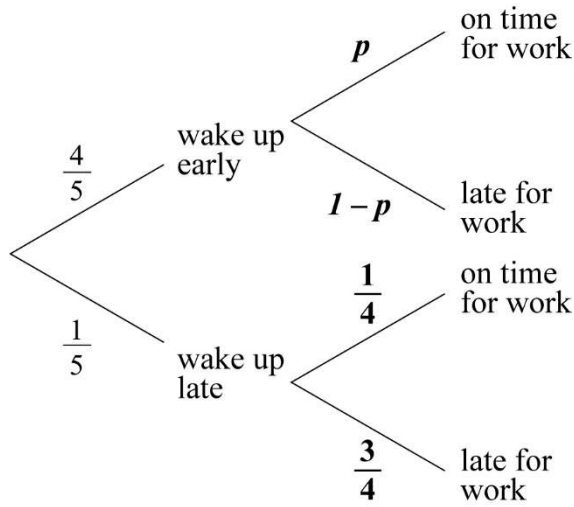 on time
for work
p
wake up
early
4
5
1 – p
late for
work
1
4
on time
for work
1
5
wake up
late
3
4
late for
work